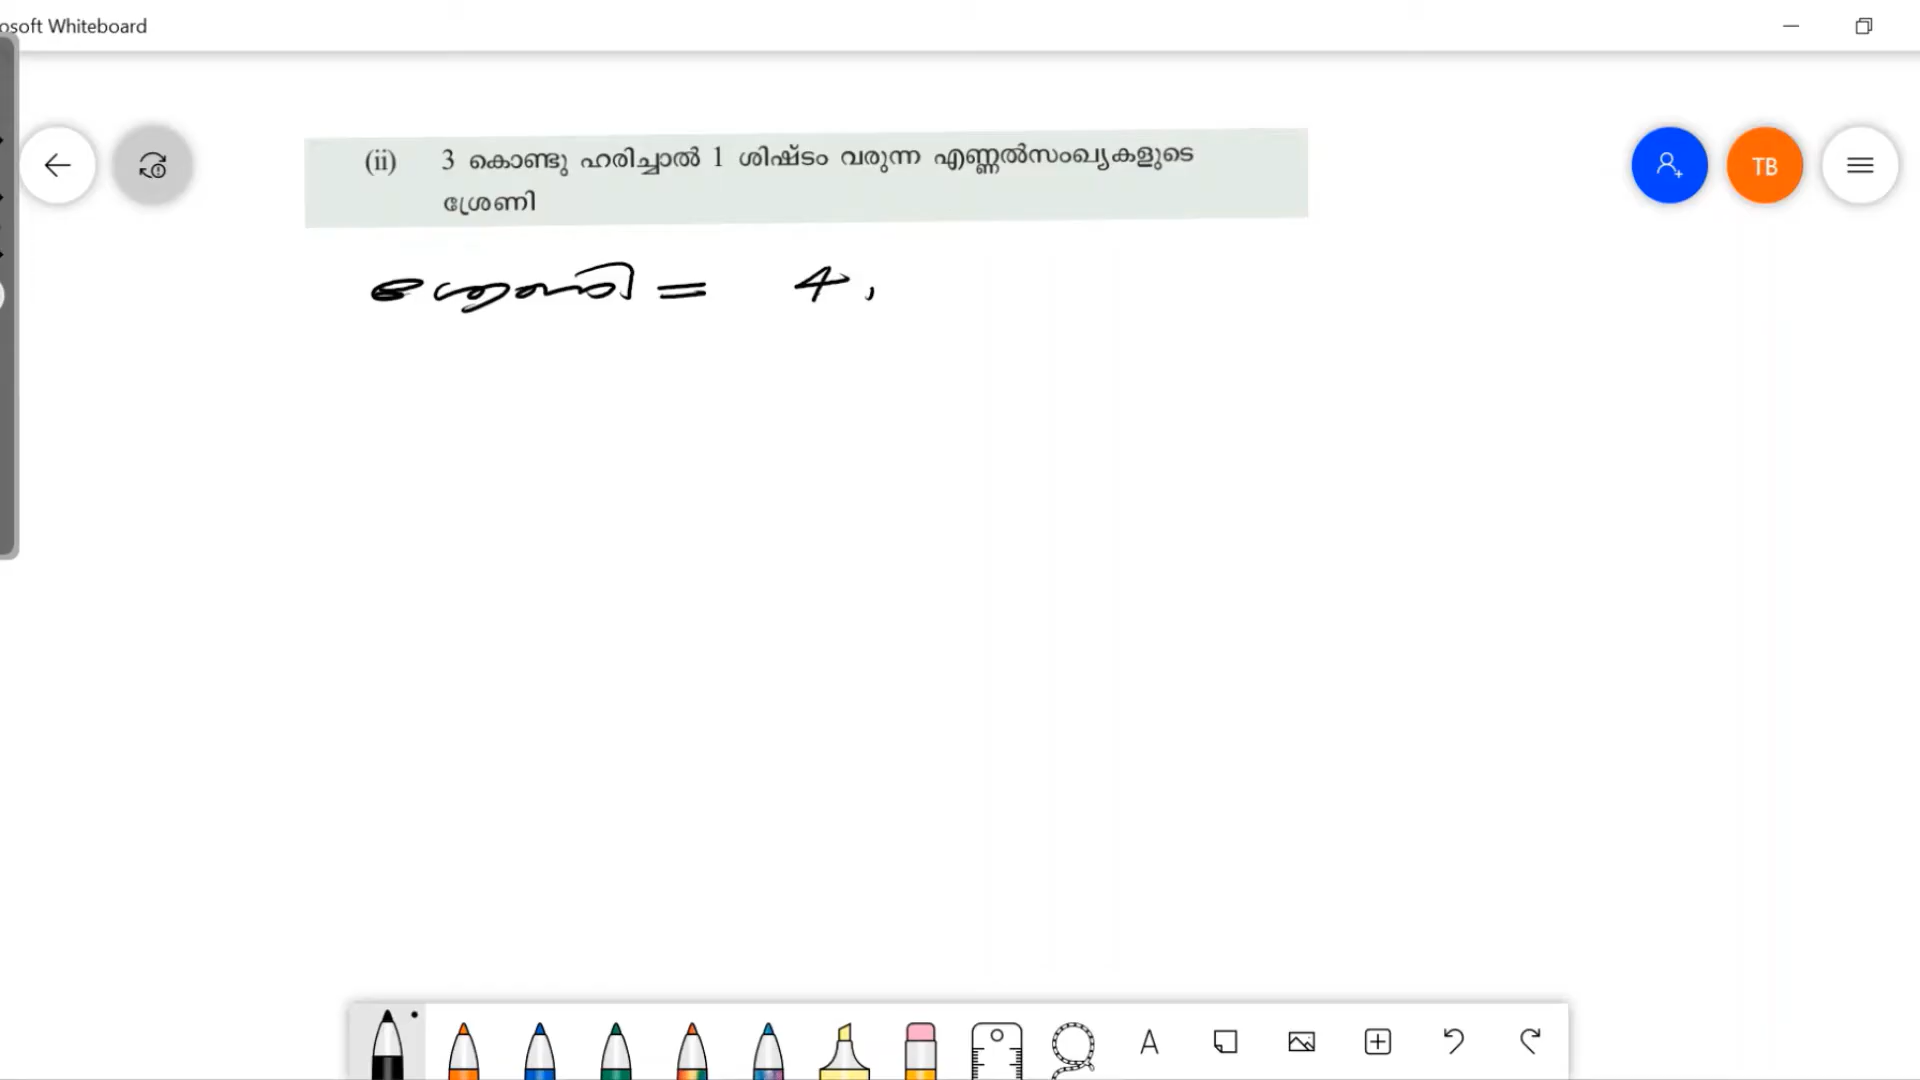 osoft Whiteboard
(ii) 3 കൊണ്ടു ഹരിച്ചാൽ 1 ശിഷ്ടം വരുന്ന എണ്ണൽസംഖ്യകളുടെ
ശ്രേണി
TB
ശ്രേണി = 4,
A